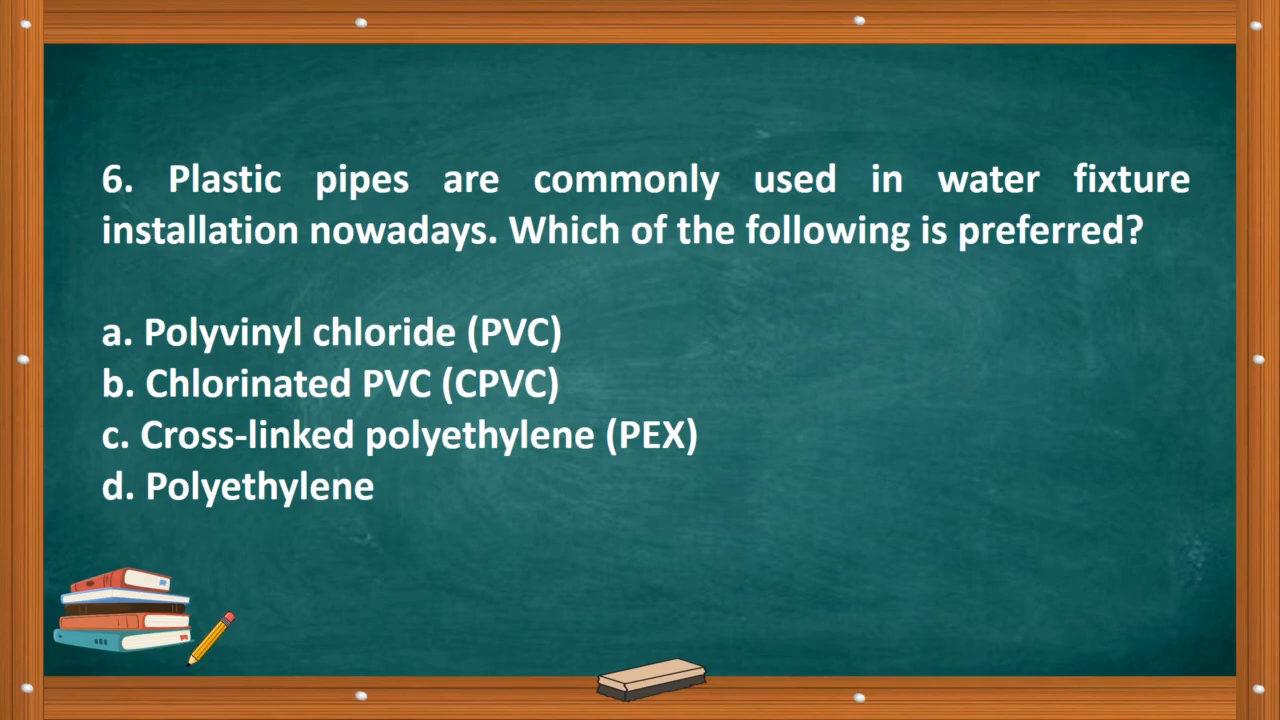 6. Plastic pipes are commonly used in water fixture
installation nowadays. Which of the following is preferred?
a. Polyvinyl chloride (PVC)
b. Chlorinated PVC (CPVC)
c. Cross-linked polyethylene (PEX)
d. Polyethylene